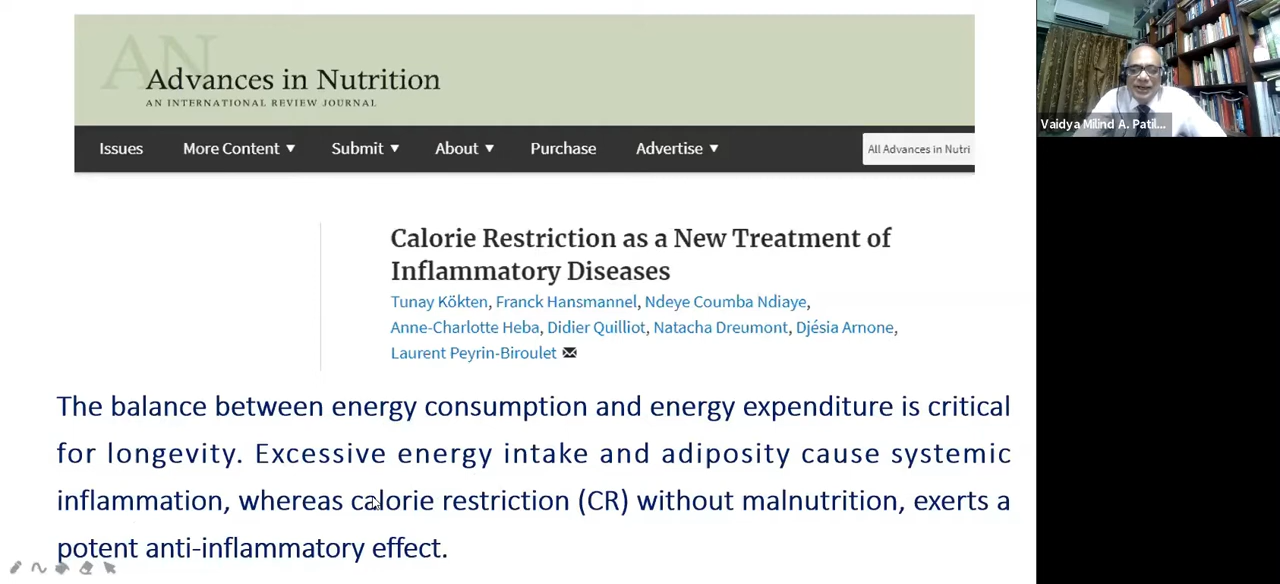 AN
Advances in Nutrition
AN INTERNATIONAL REVIEW JOURNAL
Issues More Content ▼ Submit ▼ About ▼ Purchase Advertise ▼ All Advances in Nutri
Calorie Restriction as a New Treatment of
Inflammatory Diseases
Tunay Kökten, Franck Hansmannel, Ndeye Coumba Ndiaye,
Anne-Charlotte Heba, Didier Quilliot, Natacha Dreumont, Djésia Arnone,
Laurent Peyrin-Biroulet
The balance between energy consumption and energy expenditure is critical
for longevity. Excessive energy intake and adiposity cause systemic
inflammation, whereas calorie restriction (CR) without malnutrition, exerts a
potent anti-inflammatory effect.
Vaidya Milind A. Patil...